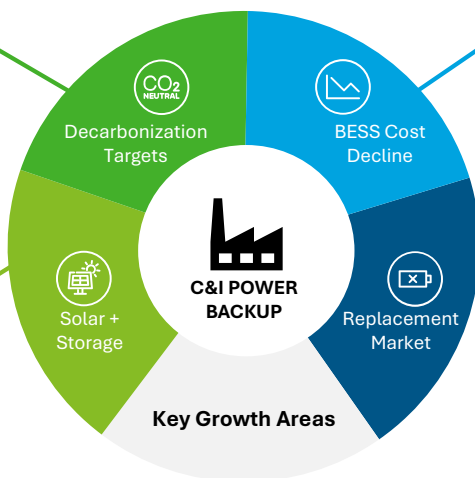 CO2
NEUTRAL
Decarbonization
Targets
BESS Cost
Decline
Solar +
Storage
C&I POWER
BACKUP
Replacement
Market
Key Growth Areas